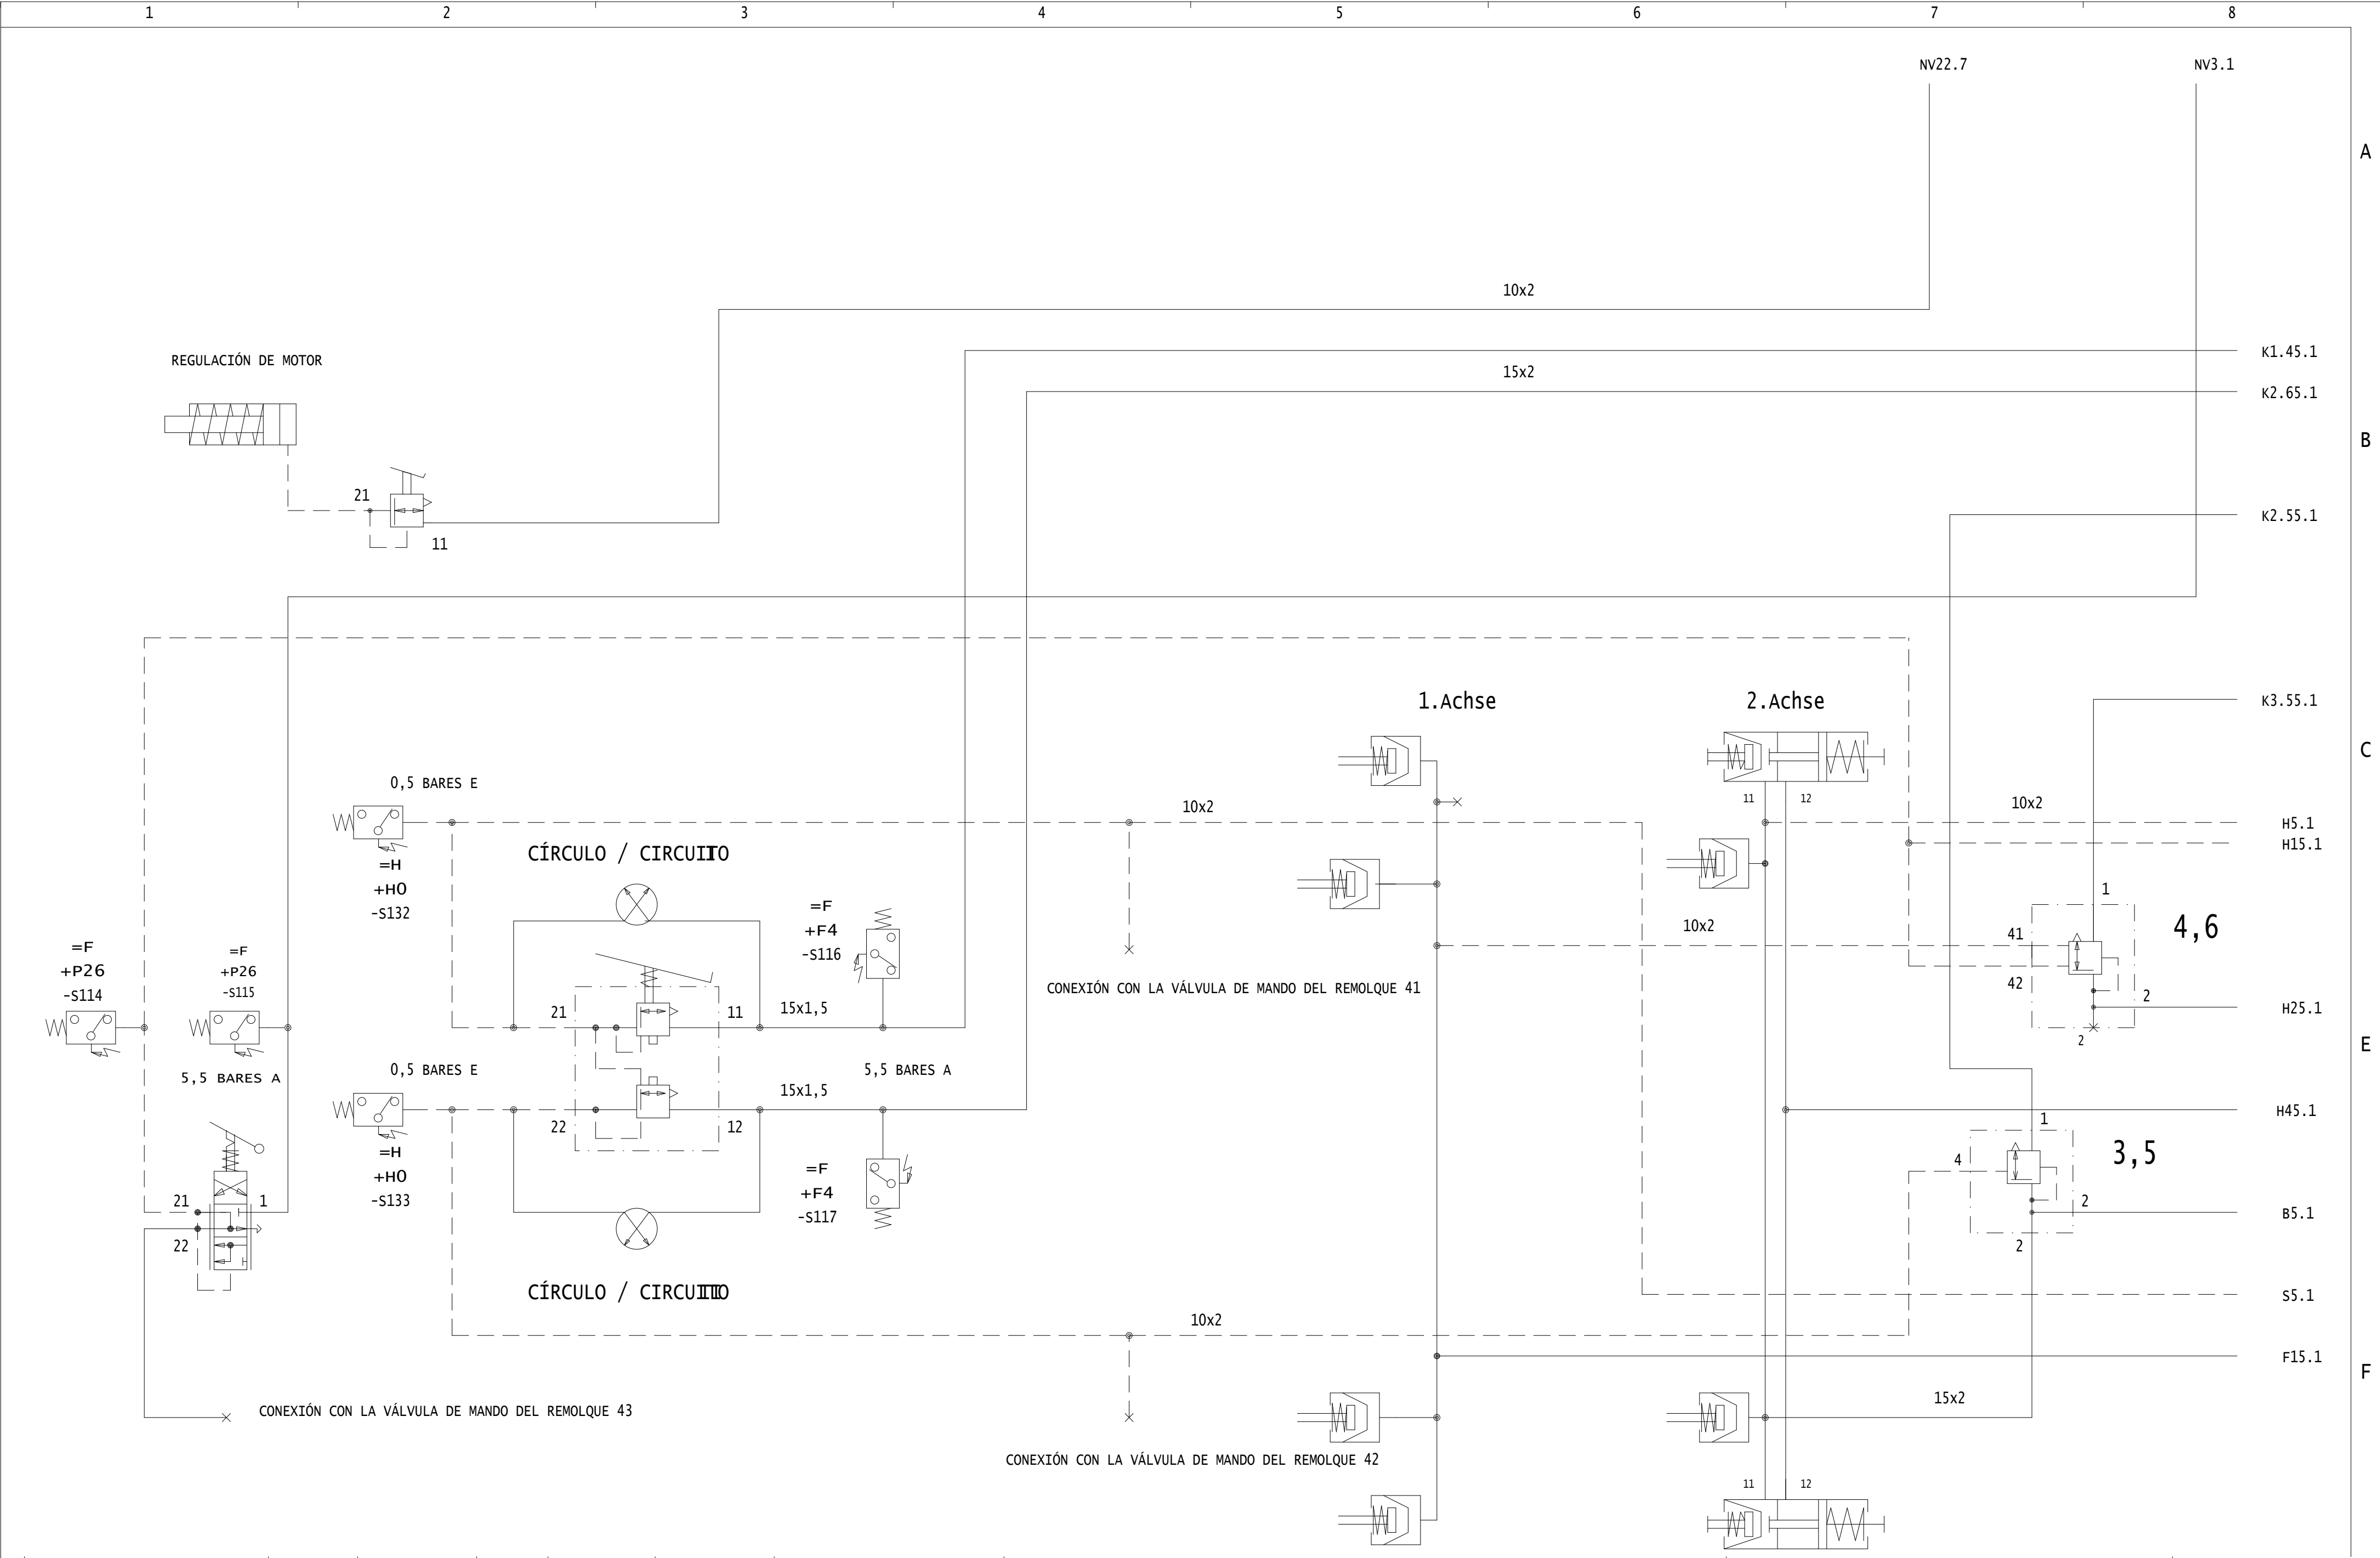 1 2 3 4 5 6 7 8
NV22.7 NV3.1
A
10x2
REGULACIÓN DE MOTOR
K1.45.1
15x2
K2.65.1
B
21
K2.55.1
11
1.Achse 2.Achse
K3.55.1
C
0,5 BARES E
11 12
10x2 10x2
H5.1
H15.1
CÍRCULO / CIRCUITO
=H
+H0
-S132
1
=F
+F4
-S116
10x2
4,6
41
=F
+P26
-S114
=F
+P26
-S115
42
CONEXIÓN CON LA VÁLVULA DE MANDO DEL REMOLQUE 41
2
21 11 15x1,5
H25.1
2
E
0,5 BARES E
5,5 BARES A
5,5 BARES A
15x1,5
H45.1
22 12
1
=H
+H0
-S133
3,5
4
=F
+F4
-S117
21 1
2
B5.1
22
2
CÍRCULO / CIRCUITO
S5.1
10x2
F15.1
F
15x2
CONEXIÓN CON LA VÁLVULA DE MANDO DEL REMOLQUE 43
CONEXIÓN CON LA VÁLVULA DE MANDO DEL REMOLQUE 42
11 12